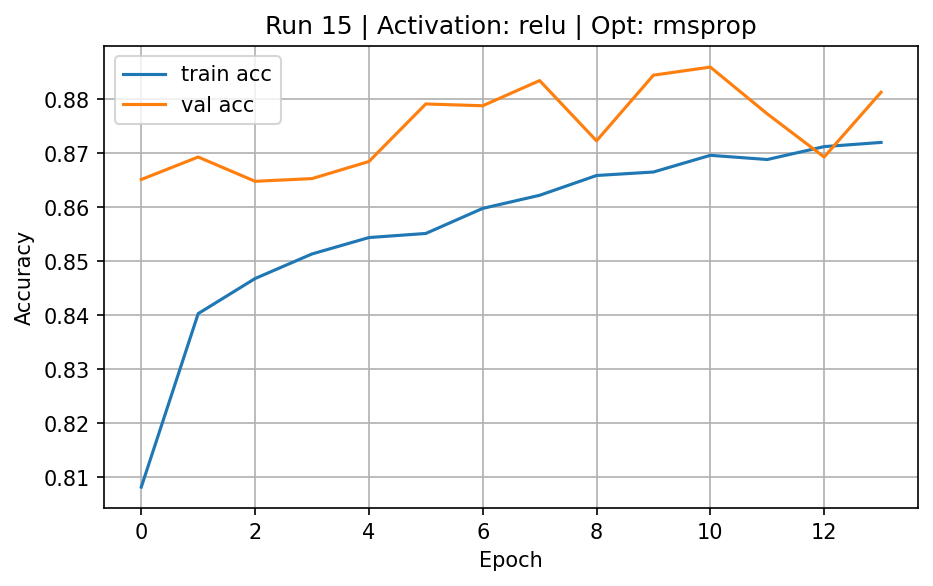 Run 15 | Activation: relu | Opt: rmsprop
train acc
val acc
Accuracy
0.88
0.87
0.86
0.85
0.84
0.83
0.82
0.81
0 2 4 6 8 10 12
Epoch